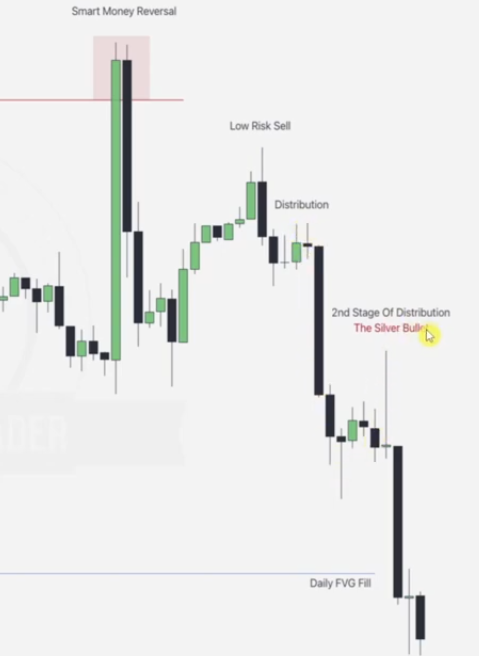 Smart Money Reversal
Low Risk Sell
Distribution
2nd Stage Of Distribution
The Silver
Daily FVG Fill